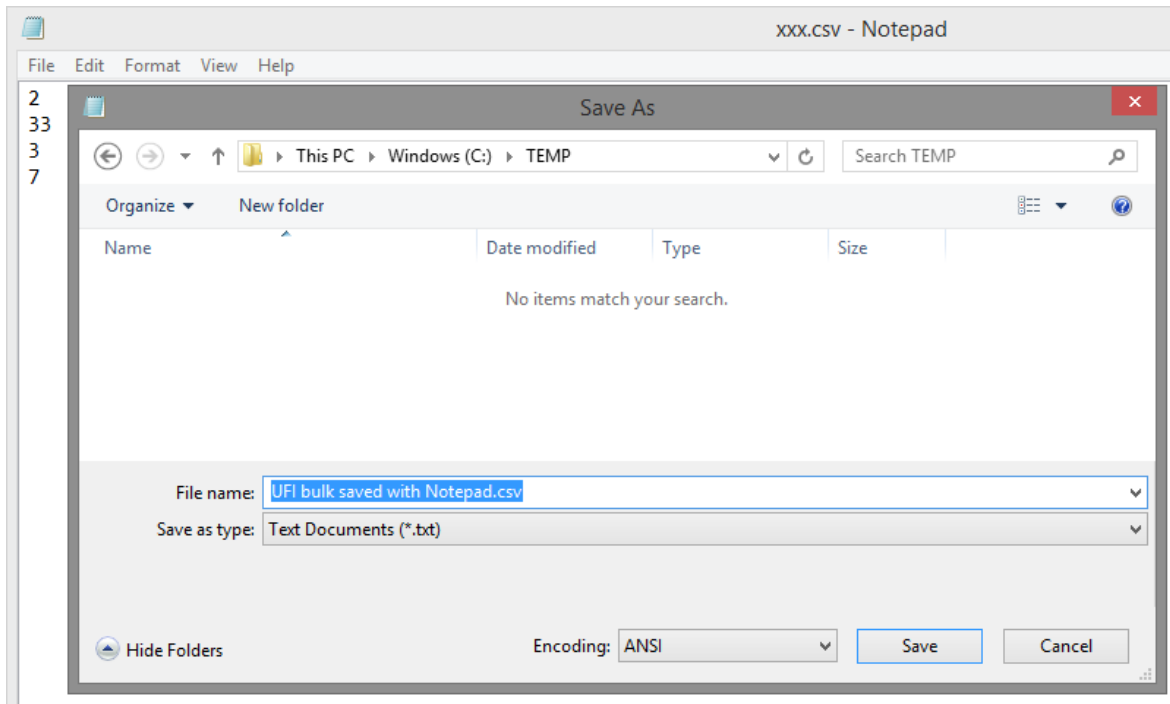 xxx.csv - Notepad
File Edit Format View Help
2
33
3
7
Save As
This PC Windows (C:) TEMP Search TEMP
Organize New folder
Name Date modified Type Size
No items match your search.
File name: UFI bulk saved with Notepad.csv
Save as type: Text Documents (*.txt)
Hide Folders Encoding: ANSI Save Cancel